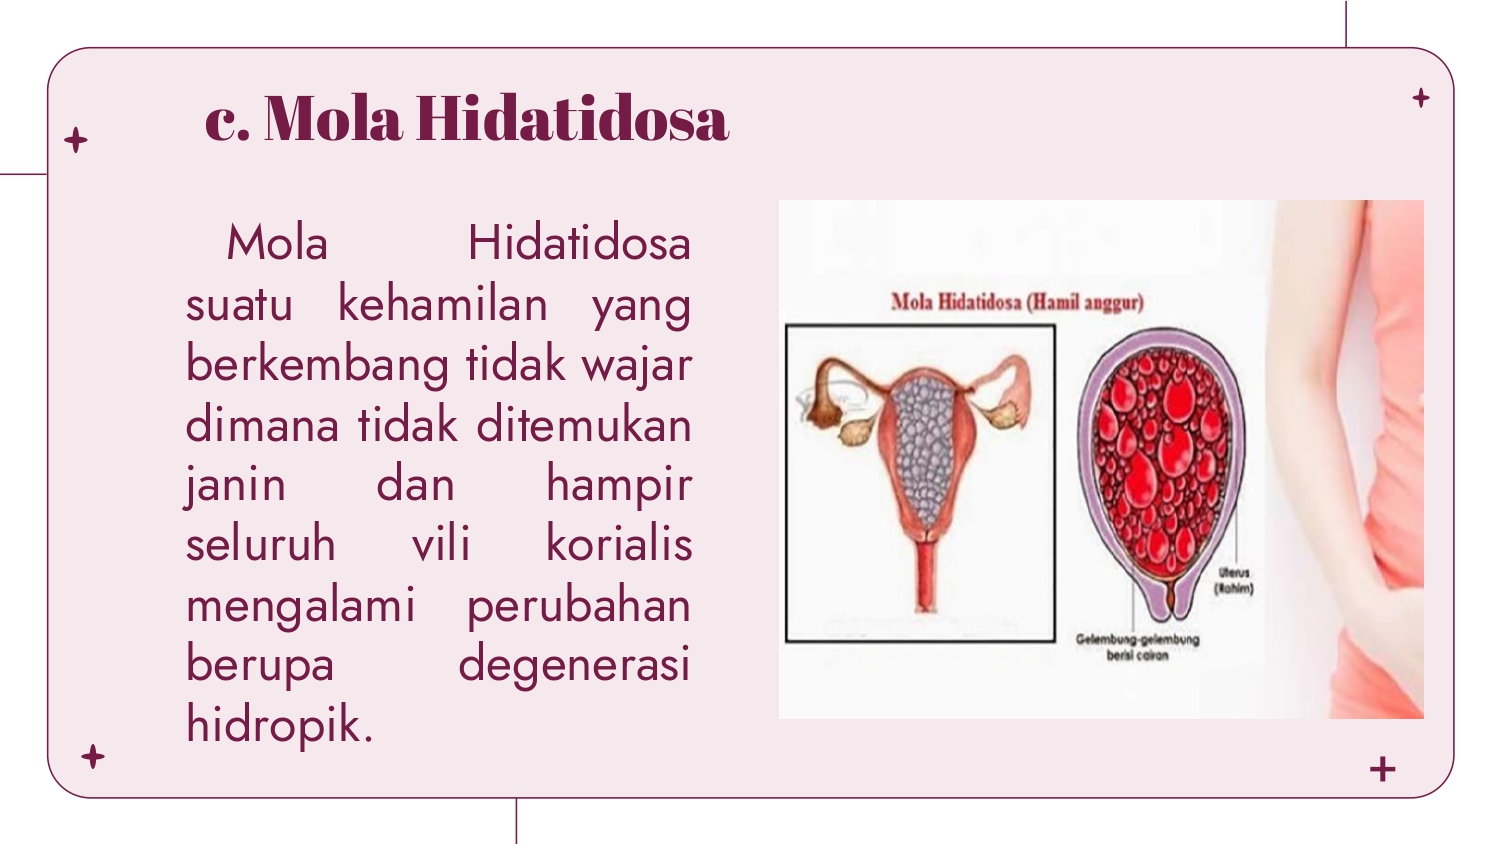 c. Mola Hidatidosa
Mola Hidatidosa
suatu kehamilan yang
berkembang tidak wajar
dimana tidak ditemukan
janin dan hampir
seluruh vili korialis
mengalami perubahan
berupa degenerasi
hidropik.
Mola Hidatidosa (Hamil anggur)
Uterus
(Rahim)
Gelembung-gelembung
berisi cairan